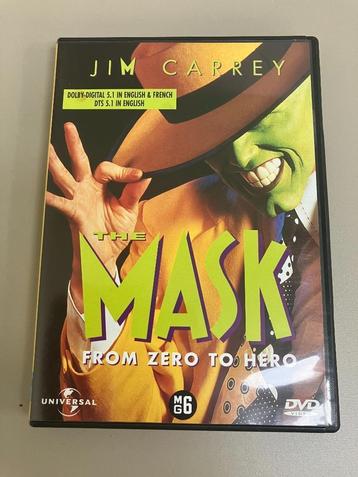 JIM CARREY
DOLBY-DIGITAL 5.1 IN ENGLISH & FRENCH
DTS 5.1 IN ENGLISH
THE
MASK
FROM ZERO TO HERO
UNIVERSAL
MG6
DVD
VIDEO